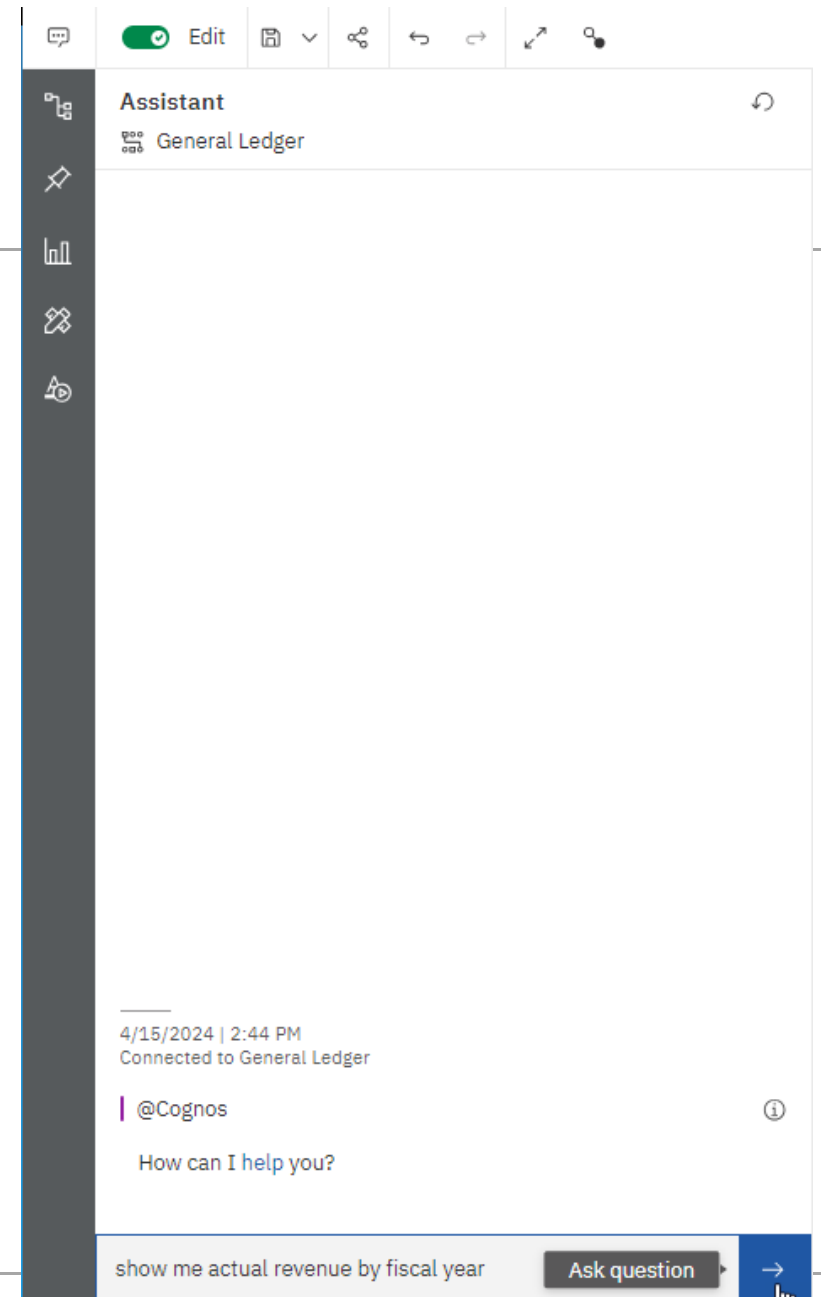 Edit
Assistant
General Ledger
4/15/2024 | 2:44 PM
Connected to General Ledger
@Cognos
How can I help you?
show me actual revenue by fiscal year
Ask question